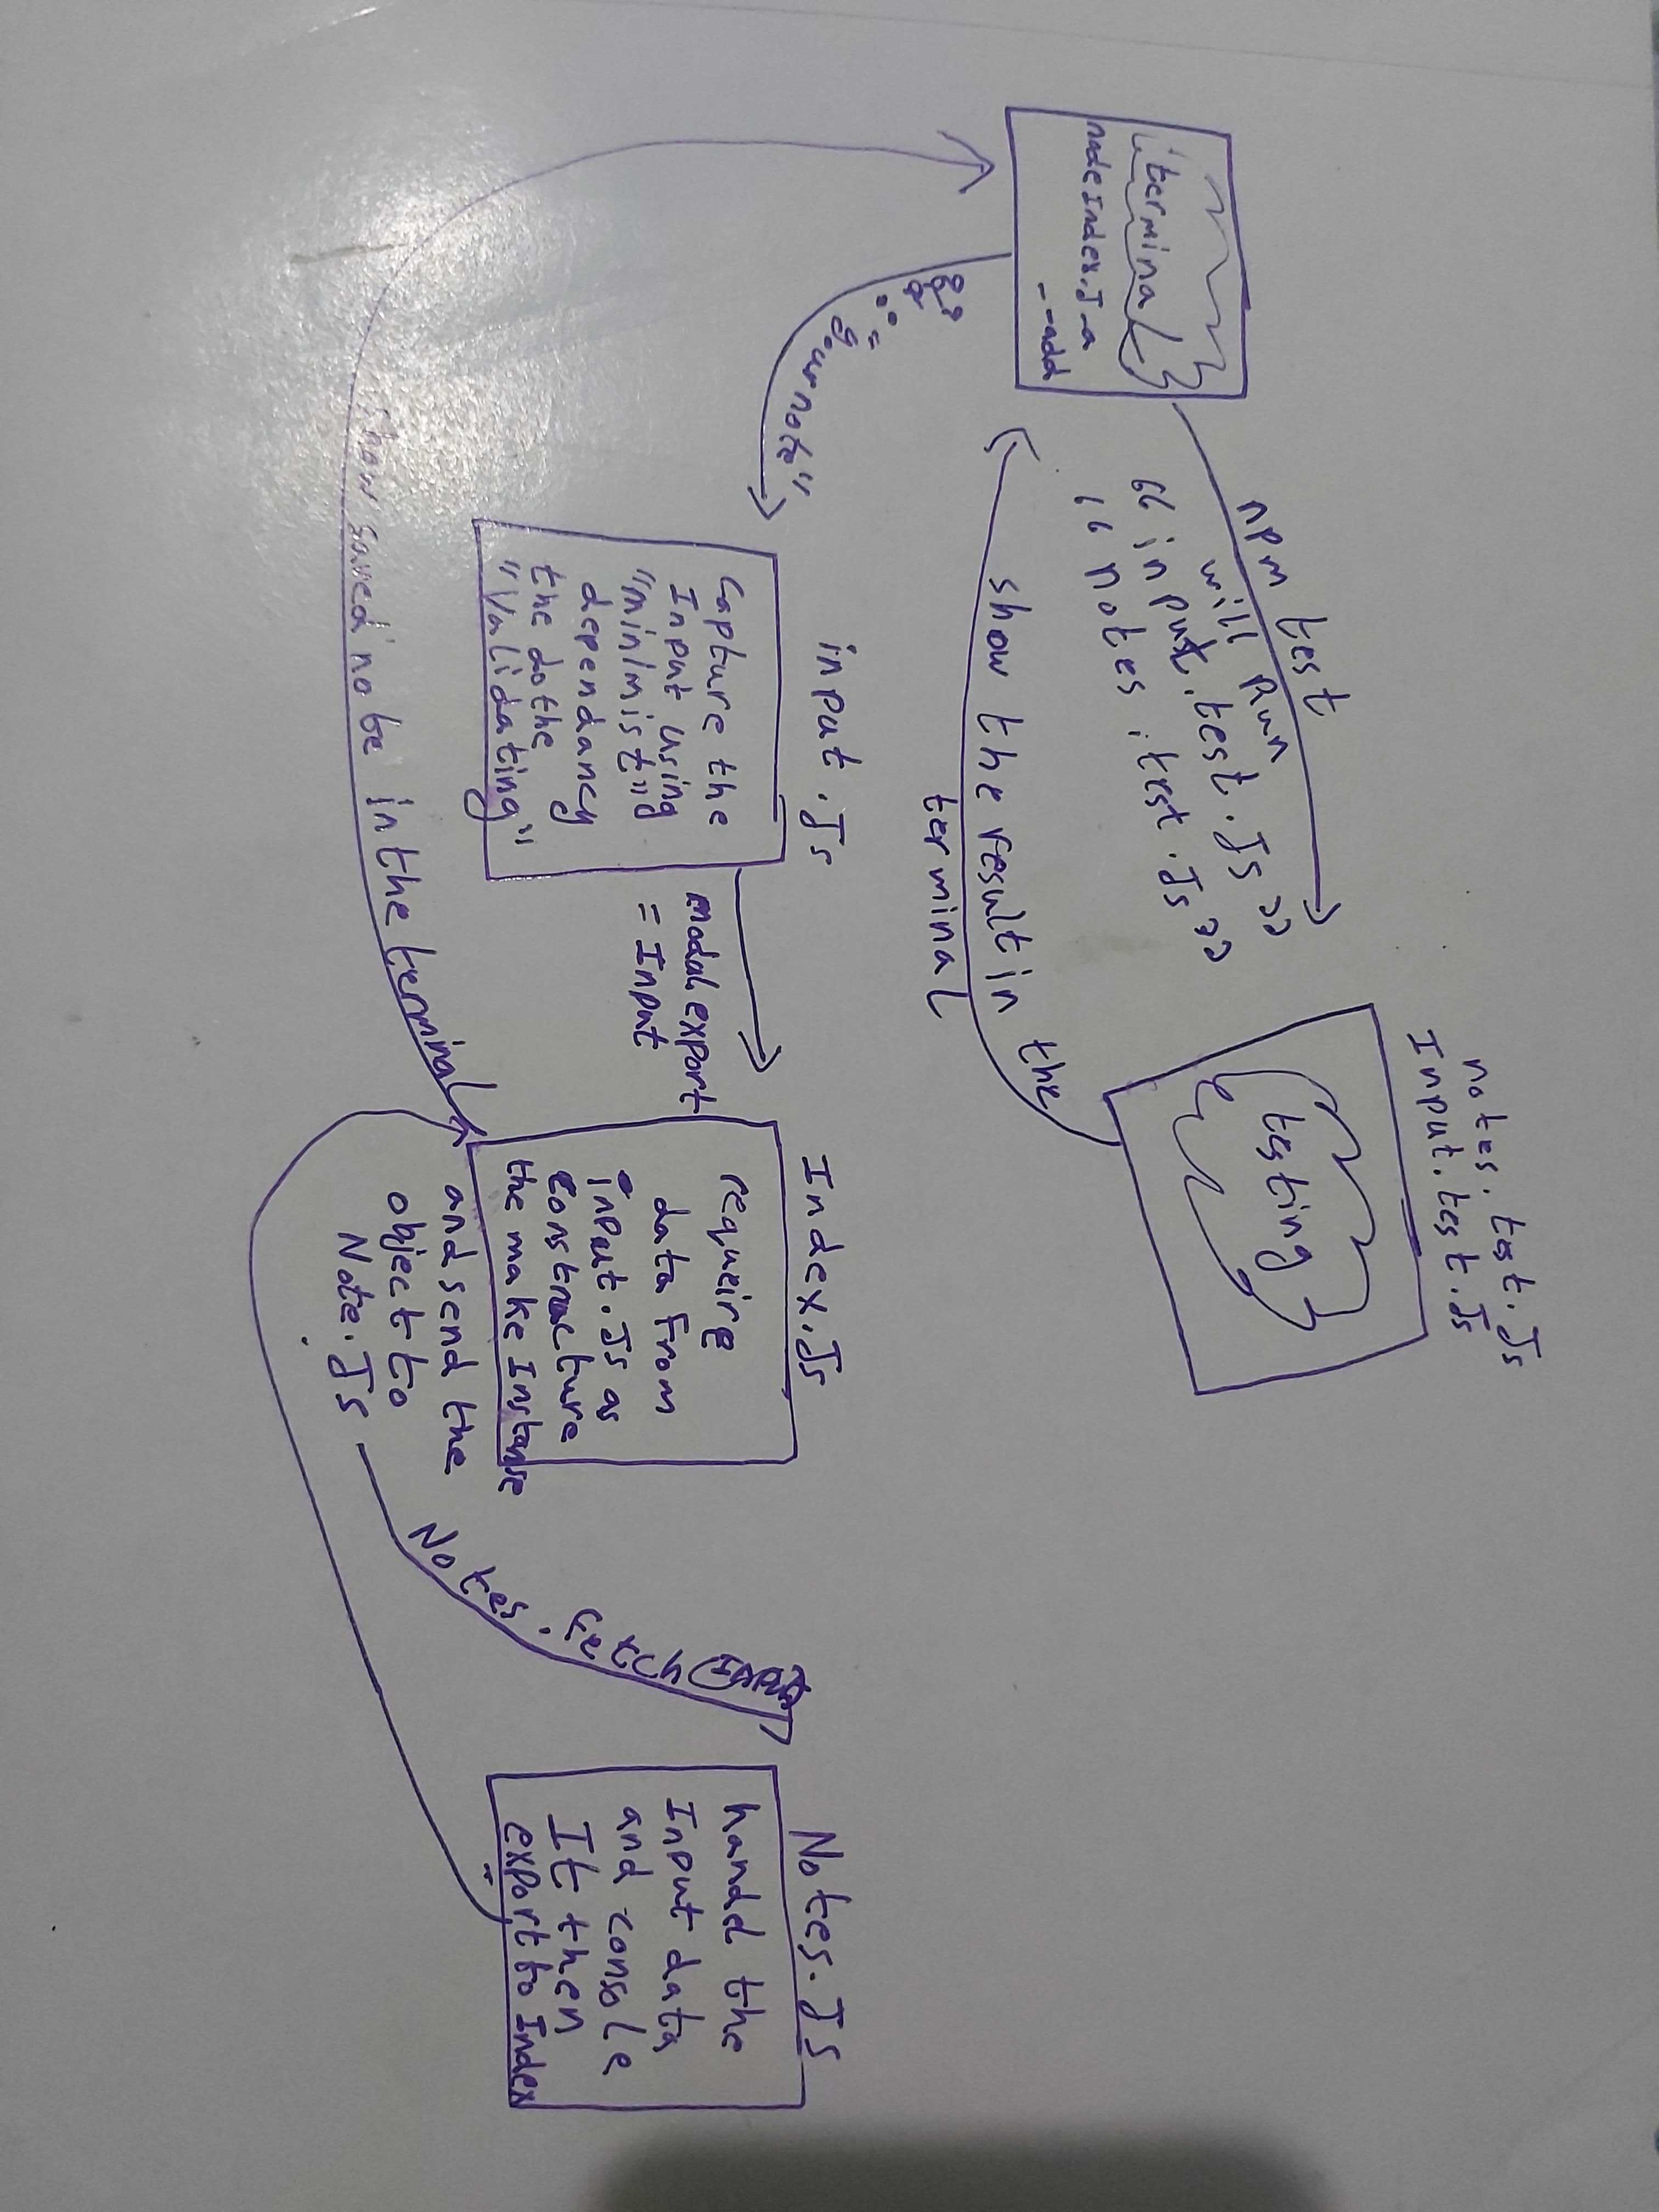 notes.test.Js
Input.test.Js
testing
npm test
will Run
“input.test.Js”
“notes.test.Js”
terminal
node Index.J -a
--add
show the result in the
terminal
add: "your note"
input.Js
Capture the
Input using
"minimist"
dependancy
the do the
"Validating"
modal export
= Input
Index.Js
requeire
data From
input.Js as
constracture
the make Instanse
and send the
object to
Note.Js
Notes.fetch
Notes.JS
handel the
Input data
and console
It then
export to Index
show saved note in the terminal